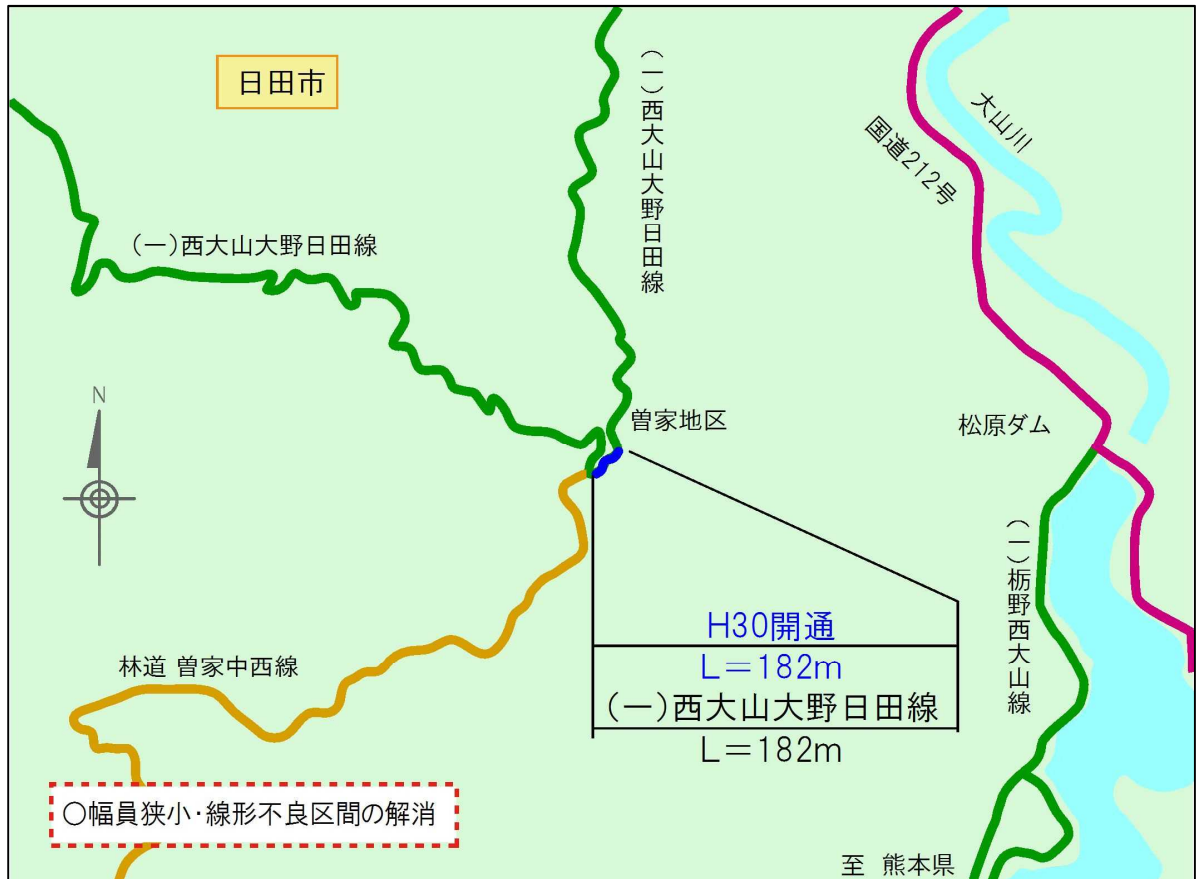 日田市
(一)西大山大野日田線
大山川
国道212号
(一)西大山大野日田線
N
曽家地区
松原ダム
(一)栃野西大山線
H30開通
L=182m
(一)西大山大野日田線
L=182m
林道 曽家中西線
○幅員狭小・線形不良区間の解消
至 熊本県